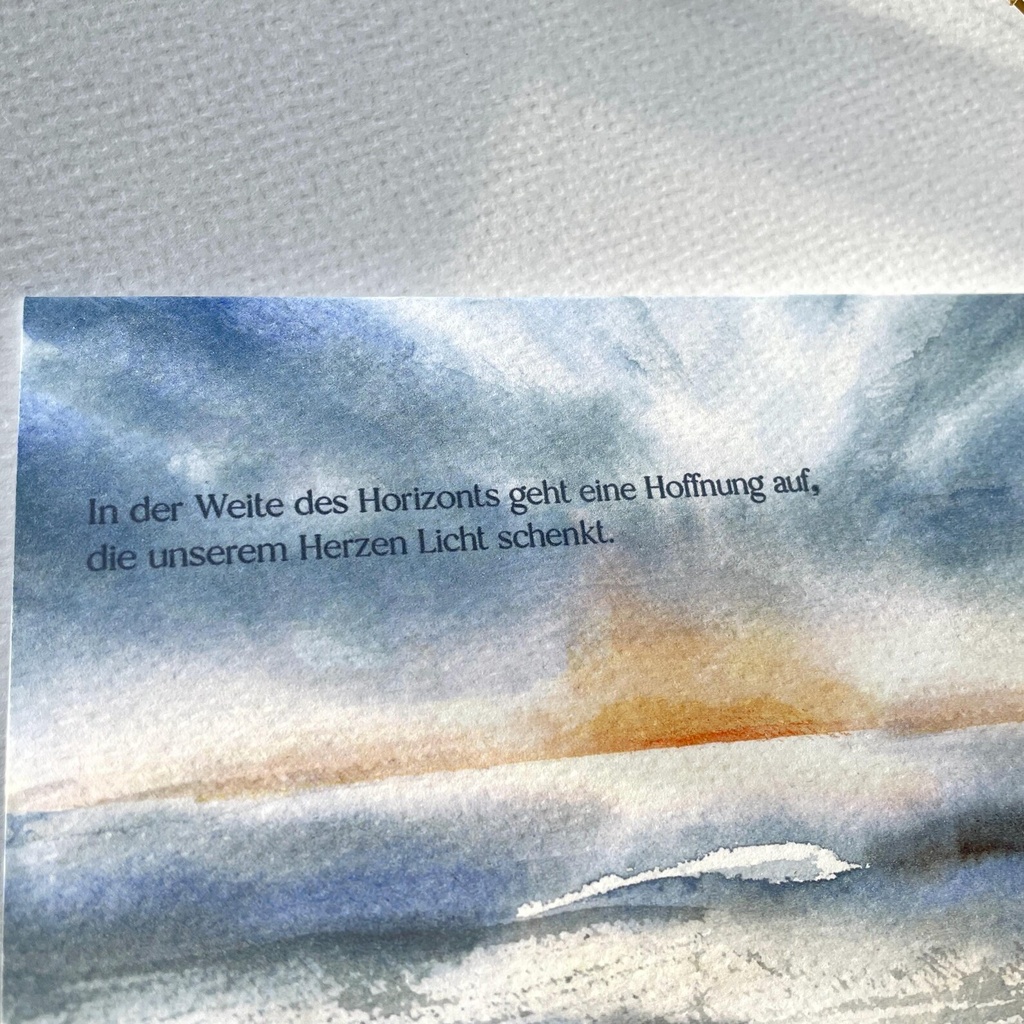 In der Weite des Horizonts geht eine Hoffnung auf,
die unserem Herzen Licht schenkt.